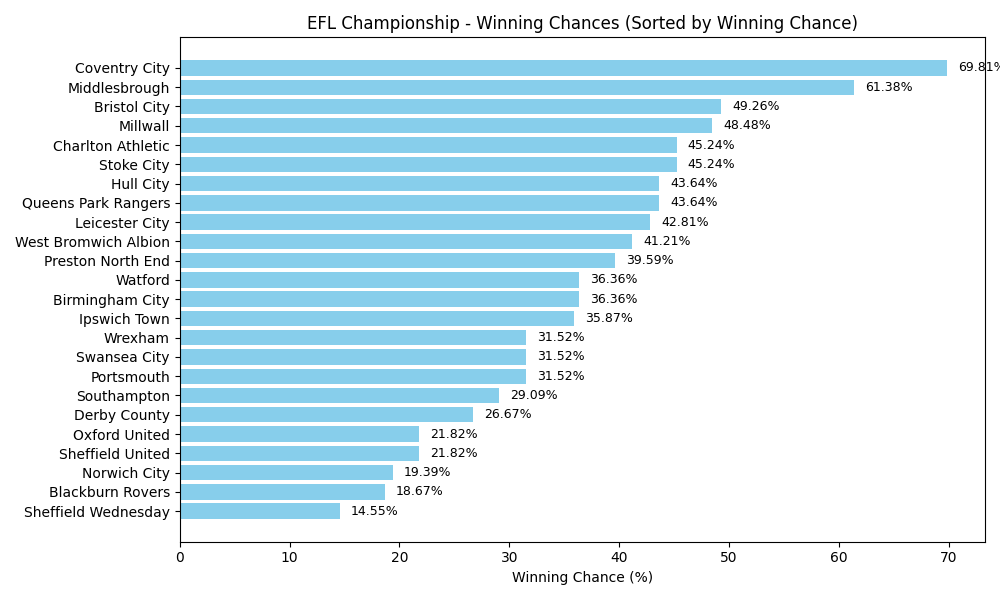 EFL Championship - Winning Chances (Sorted by Winning Chance)
Coventry City 69.81%
Middlesbrough 61.38%
Bristol City 49.26%
Millwall 48.48%
Charlton Athletic 45.24%
Stoke City 45.24%
Hull City 43.64%
Queens Park Rangers 43.64%
Leicester City 42.81%
West Bromwich Albion 41.21%
Preston North End 39.59%
Watford 36.36%
Birmingham City 36.36%
Ipswich Town 35.87%
Wrexham 31.52%
Swansea City 31.52%
Portsmouth 31.52%
Southampton 29.09%
Derby County 26.67%
Oxford United 21.82%
Sheffield United 21.82%
Norwich City 19.39%
Blackburn Rovers 18.67%
Sheffield Wednesday 14.55%
0 10 20 30 40 50 60 70
Winning Chance (%)